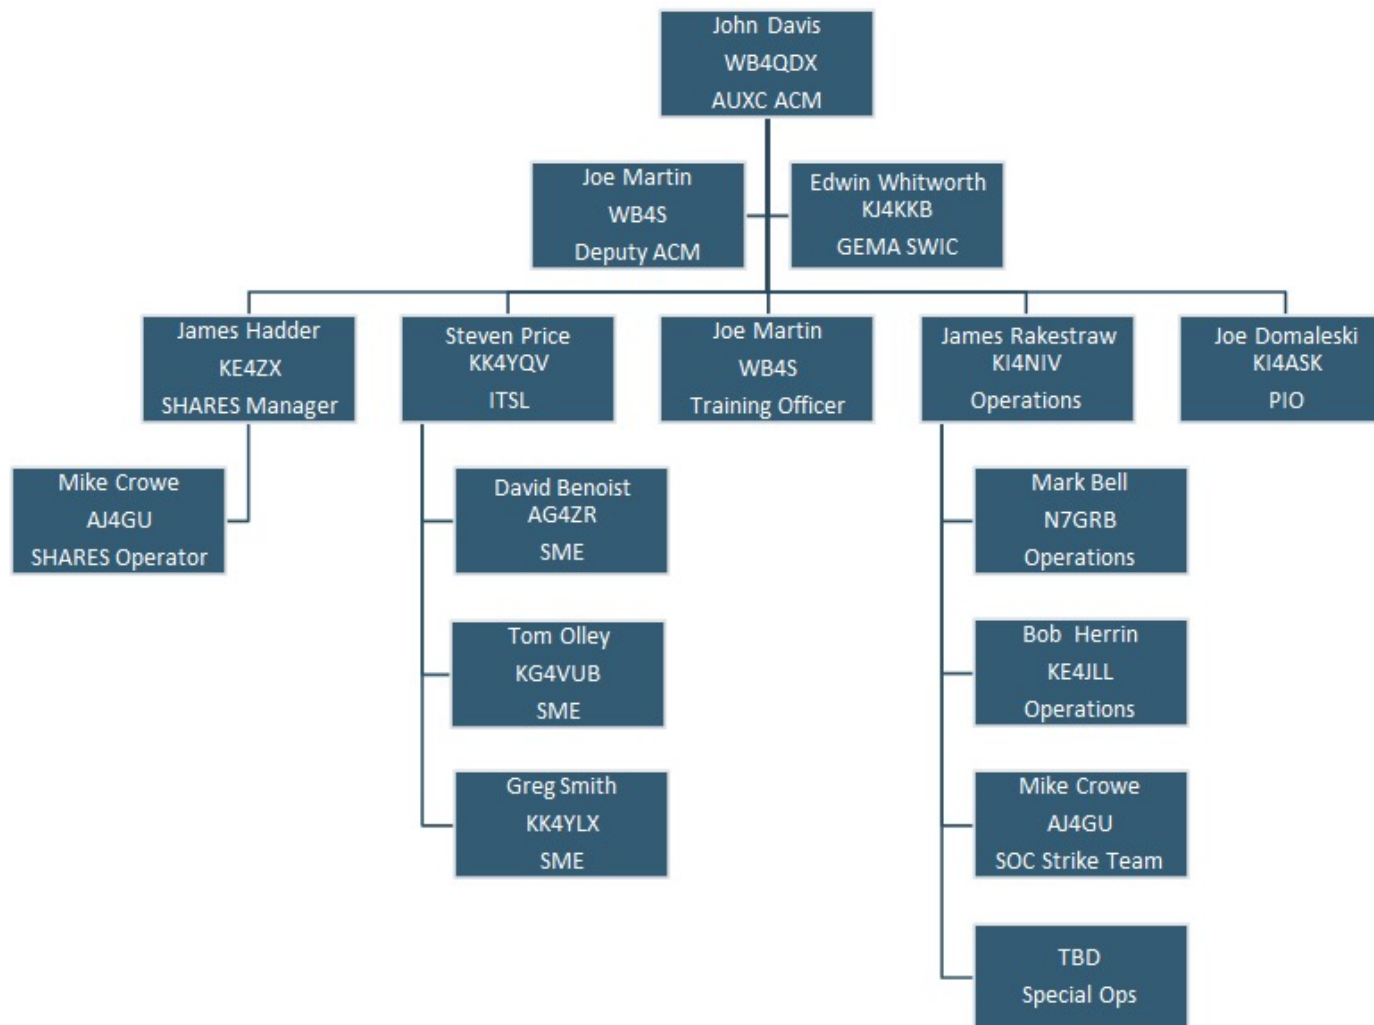 John Davis
WB4QDX
AUXC ACM
Joe Martin
WB4S
Deputy ACM
Edwin Whitworth
KJ4KKB
GEMA SWIC
James Hadder
KE4ZX
SHARES Manager
Steven Price
KK4YQV
ITSL
Joe Martin
WB4S
Training Officer
James Rakestraw
KI4NIV
Operations
Joe Domaleski
KI4ASK
PIO
Mike Crowe
AJ4GU
SHARES Operator
David Benoist
AG4ZR
SME
Mark Bell
N7GRB
Operations
Tom Olley
KG4VUB
SME
Bob Herrin
KE4JLL
Operations
Greg Smith
KK4YLX
SME
Mike Crowe
AJ4GU
SOC Strike Team
TBD
Special Ops